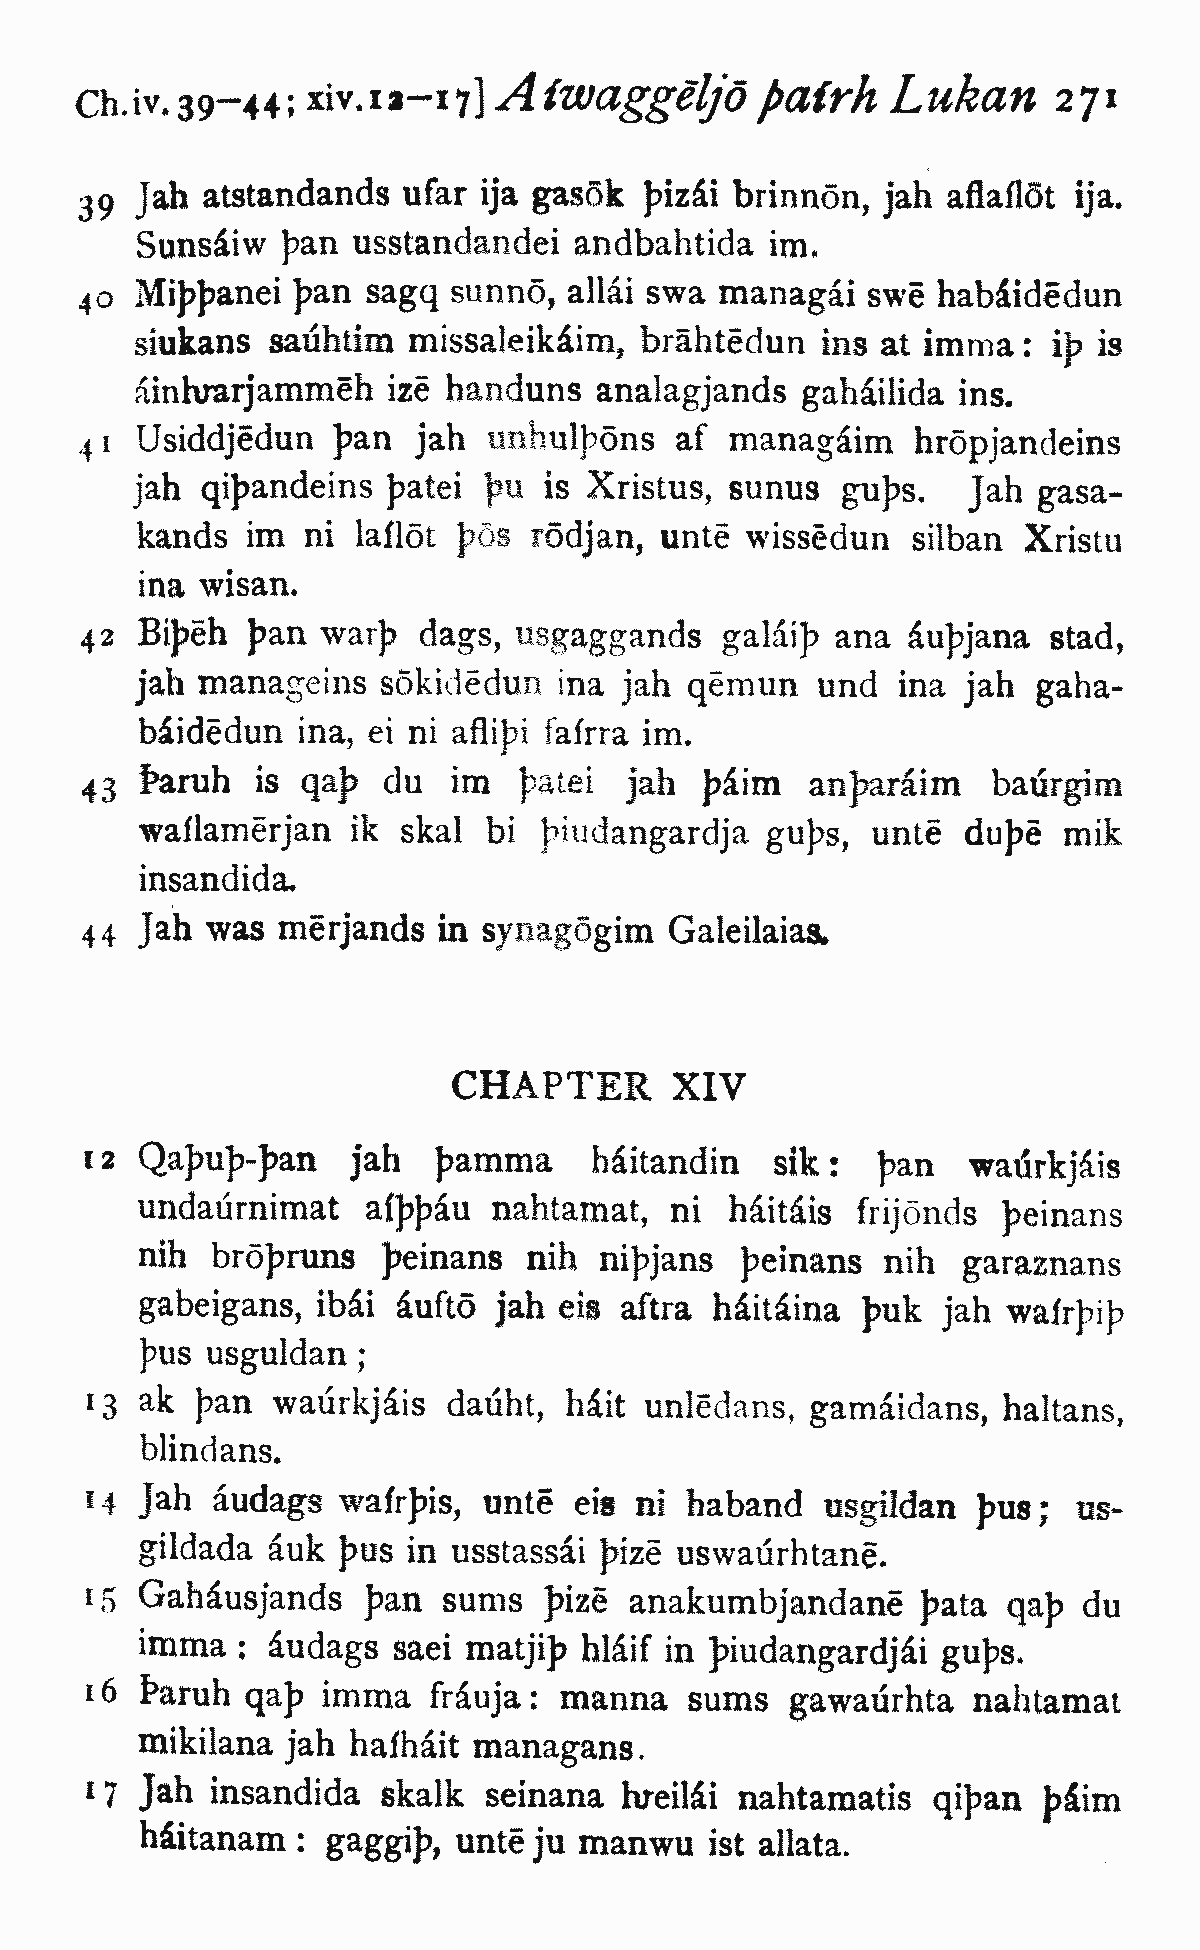 Ch. iv. 39–44; xiv. 12–17] Aíwaggēljō þaírh Lukan 271
39 Jah atstandands ufar ija gasōk þizái brinnōn, jah aflaílōt ija.
Sunsáiw þan usstandandei andbahtida im.
40 Miþþanei þan sagq sunnō, allái swa managái swē habáidēdun
siukans saúhtim missaleikáim, brāhtēdun ins at imma : iþ is
áinƕarjammēh izē handuns analagjands gaháilida ins.
41 Usiddjēdun þan jah unhulþōns af managáim hrōpjandeins
jah qiþandeins þatei þu is Xristus, sunus guþs. Jah gasa-
kands im ni laílōt þōs rōdjan, untē wissēdun silban Xristu
ina wisan.
42 Biþēh þan warþ dags, usgaggands galáiþ ana áuþjana stad,
jah manageins sōkidēdun ina jah qēmun und ina jah gaha-
báidēdun ina, ei ni afliþi faírra im.
43 Þaruh is qaþ du im þatei jah þáim anþaráim baúrgim
waílamērjan ik skal bi þiudangardja guþs, untē duþē mik
insandida.
44 Jah was mērjands in synagōgim Galeilaias.
CHAPTER XIV
12 Qaþuþ-þan jah þamma háitandin sik : þan waúrkjáis
undaúrnimat aíþþáu nahtamat, ni háitáis frijōnds þeinans
nih brōþruns þeinans nih niþjans þeinans nih garaznans
gabeigans, ibái áuftō jah eis aftra háitáina þuk jah waírþiþ
þus usguldan ;
13 ak þan waúrkjáis daúht, háit unlēdans, gamáidans, haltans,
blindans.
14 Jah áudags waírþis, untē eis ni haband usgildan þus ; us-
gildada áuk þus in usstassái þizē uswaúrhtanē.
15 Gaháusjands þan sums þizē anakumbjandanē þata qaþ du
imma : áudags saei matjiþ hláif in þiudangardjái guþs.
16 Þaruh qaþ imma fráuja : manna sums gawaúrhta nahtamat
mikilana jah haíháit managans.
17 Jah insandida skalk seinana ƕeilái nahtamatis qiþan þáim
háitanam : gaggiþ, untē ju manwu ist allata.